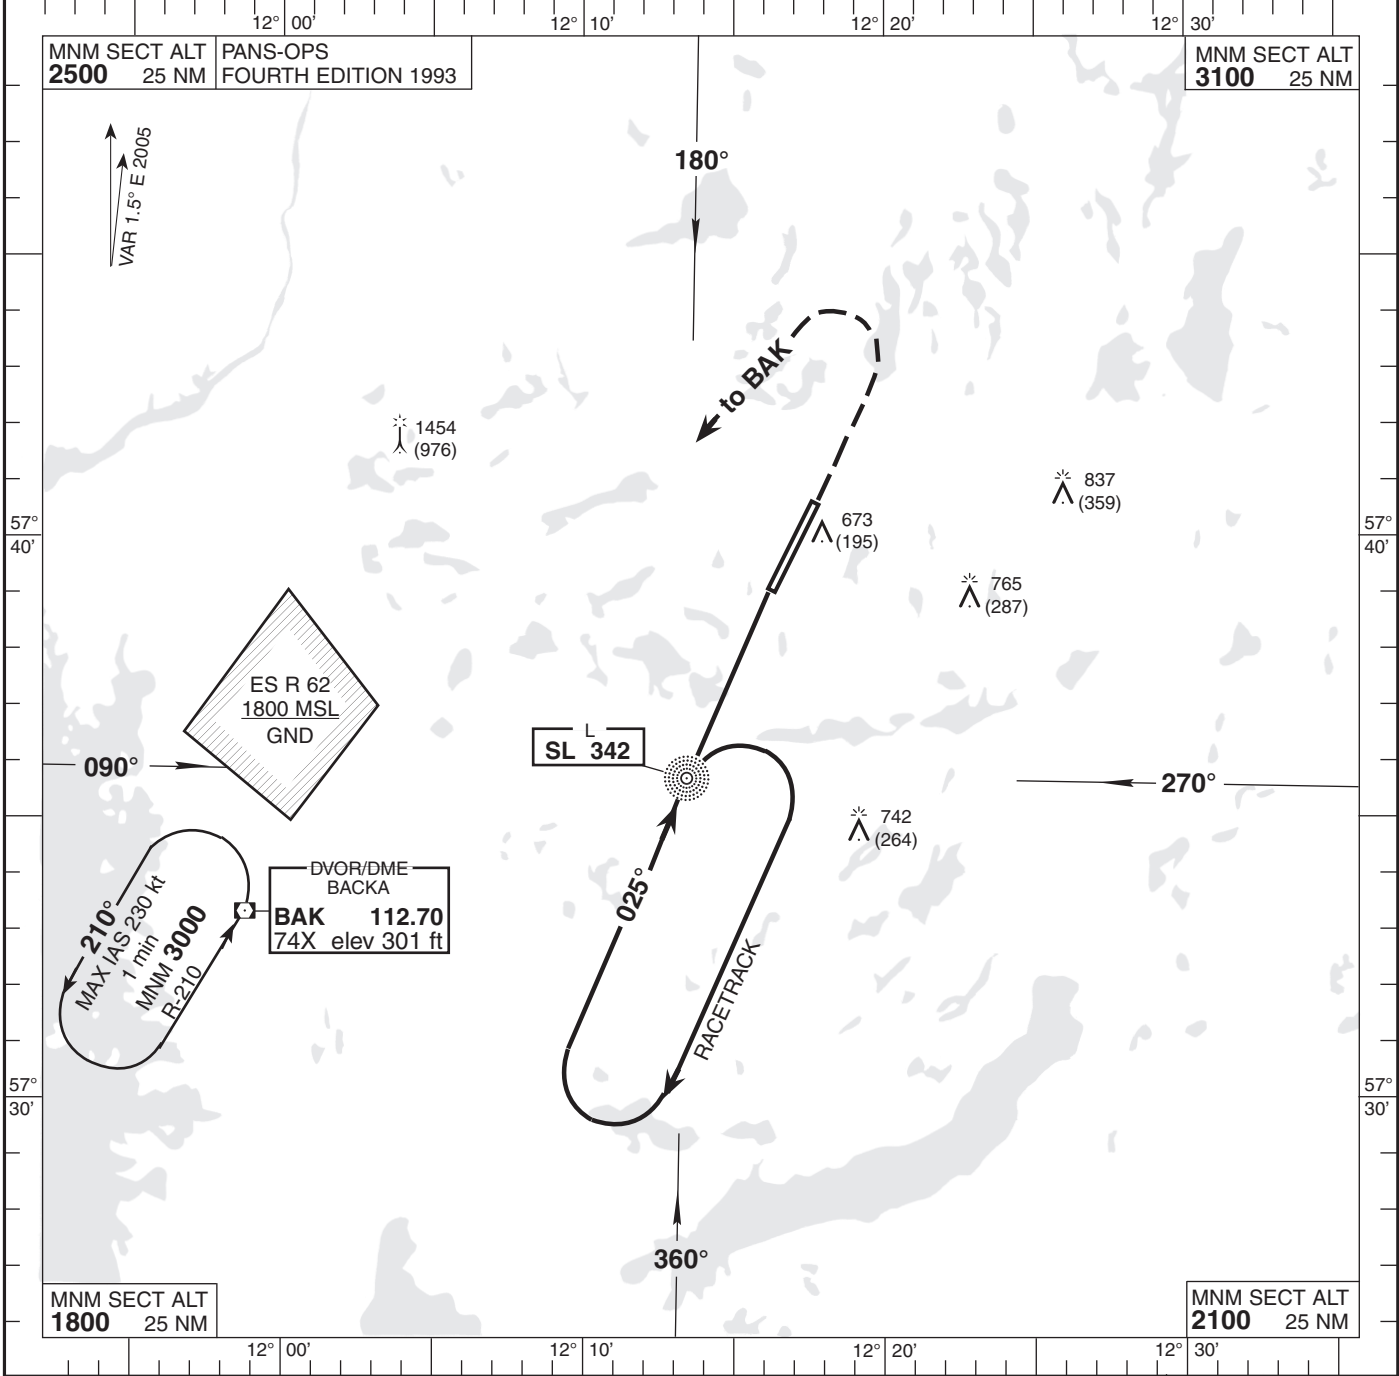 12° 00'
12° 10'
12° 20'
12° 30'
MNM SECT ALT
2500 25 NM
PANS-OPS
FOURTH EDITION 1993
MNM SECT ALT
3100 25 NM
VAR 1.5° E 2005
180°
to BAK
1454
(976)
837
(359)
57°
40'
673
(195)
57°
40'
765
(287)
ES R 62
1800 MSL
GND
L
SL 342
090°
270°
742
(264)
DVOR/DME
BACKA
BAK 112.70
74X elev 301 ft
210°
MAX IAS 230 kt
1 min
MNM 3000
R-210
025°
RACETRACK
57°
30'
57°
30'
360°
MNM SECT ALT
1800 25 NM
MNM SECT ALT
2100 25 NM
12° 00'
12° 10'
12° 20'
12° 30'